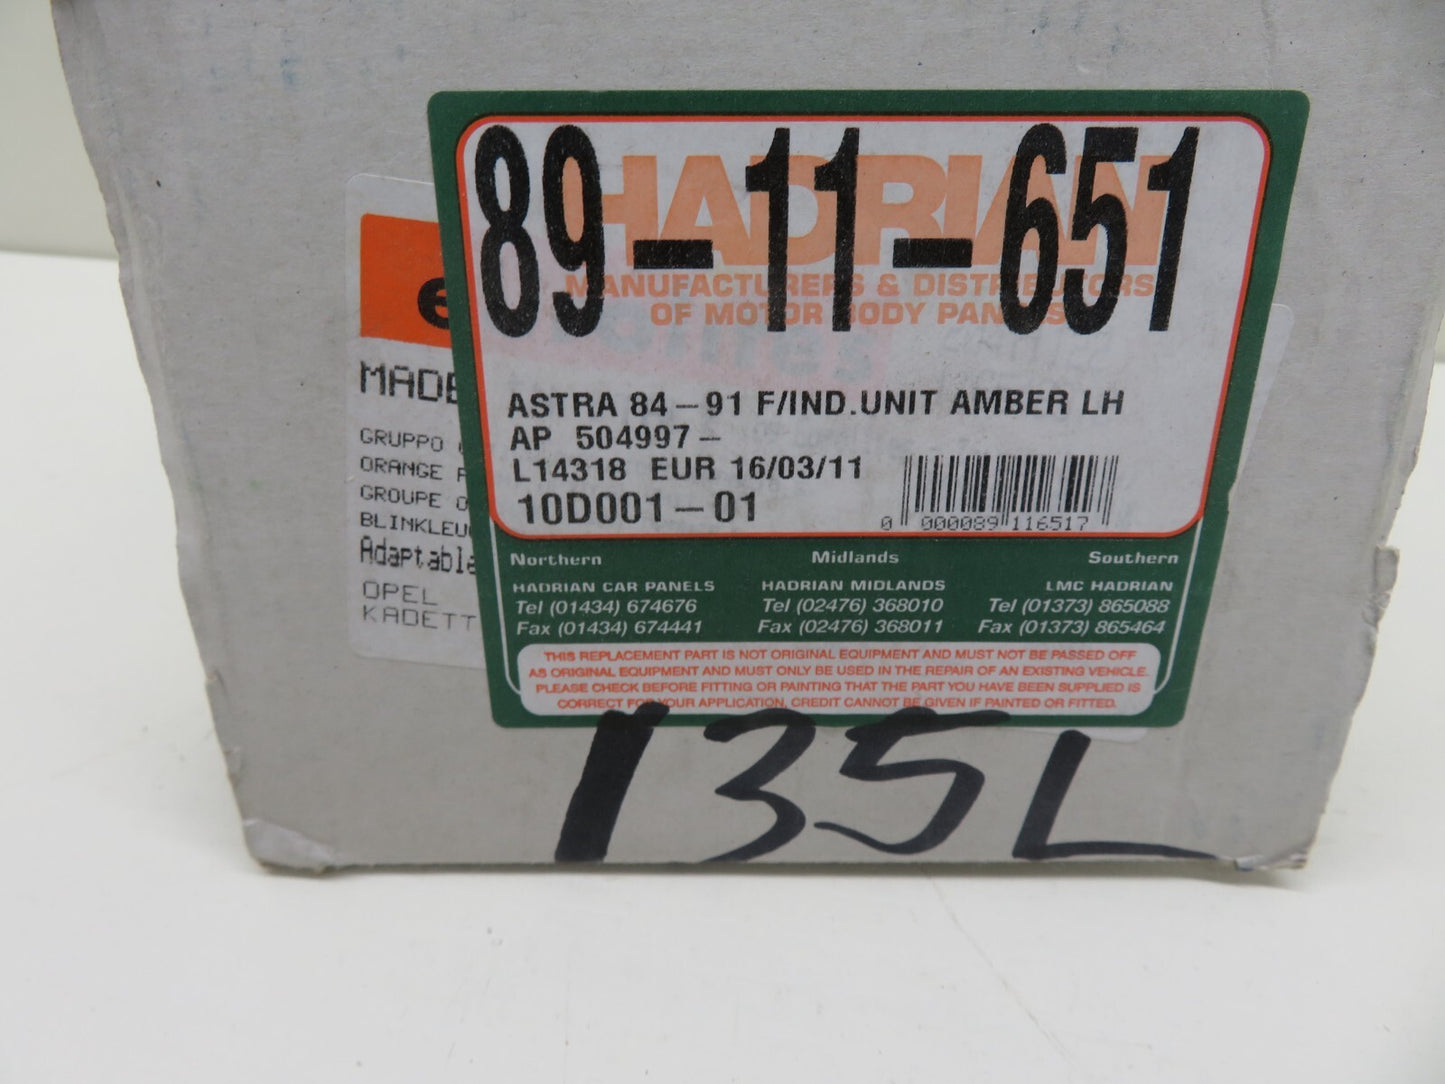 89-11-651
HADRIAN
MANUFACTURERS & DISTRIBUTORS
OF MOTOR BODY PANELS
ASTRA 84-91 F/IND.UNIT AMBER LH
AP 504997-
L14318 EUR 16/03/11
10D001-01
0 000089 116517
Northern Midlands Southern
HADRIAN CAR PANELS HADRIAN MIDLANDS LMC HADRIAN
Tel (01434) 674676 Tel (02476) 368010 Tel (01373) 865088
Fax (01434) 674441 Fax (02476) 368011 Fax (01373) 865464
THIS REPLACEMENT PART IS NOT ORIGINAL EQUIPMENT AND MUST NOT BE PASSED OFF
AS ORIGINAL EQUIPMENT AND MUST ONLY BE USED IN THE REPAIR OF AN EXISTING VEHICLE.
PLEASE CHECK BEFORE FITTING OR PAINTING THAT THE PART YOU HAVE BEEN SUPPLIED IS
CORRECT FOR YOUR APPLICATION, CREDIT CANNOT BE GIVEN IF PAINTED OR FITTED.
e
MADE
GRUPPO
ORANGE
GROUPE
BLINKLEU
Adaptable
OPEL
KADETT
135L